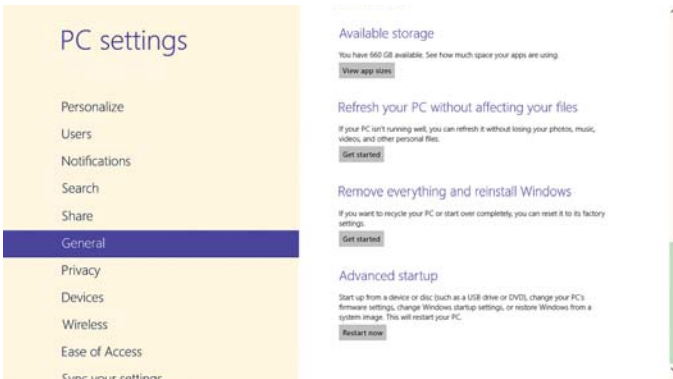 PC settings
Personalize
Users
Notifications
Search
Share
General
Privacy
Devices
Wireless
Ease of Access
Sync your settings
Available storage
You have 660 GB available. See how much space your apps are using.
View app sizes
Refresh your PC without affecting your files
If your PC isn't running well, you can refresh it without losing your photos, music,
videos, and other personal files.
Get started
Remove everything and reinstall Windows
If you want to recycle your PC or start over completely, you can reset it to its factory
settings.
Get started
Advanced startup
Start up from a device or disc (such as a USB drive or DVD), change your PC's
firmware settings, change Windows startup settings, or restore Windows from a
system image. This will restart your PC.
Restart now